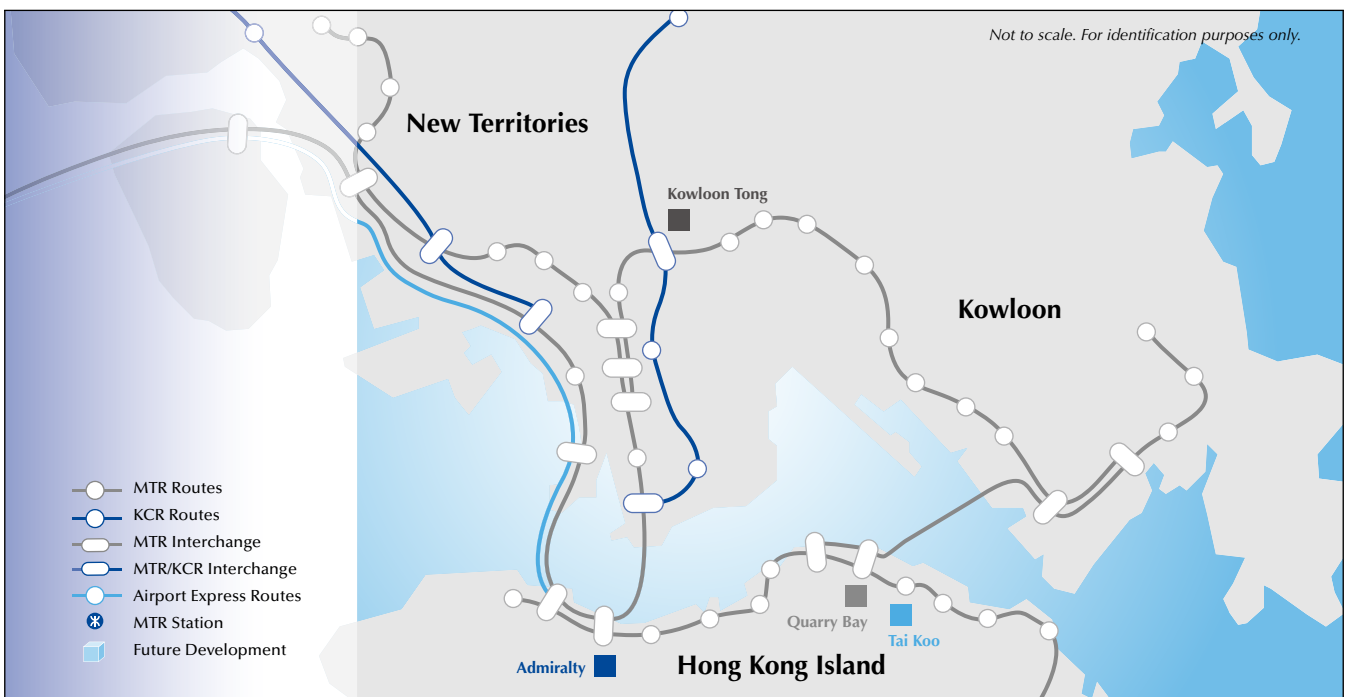 Not to scale. For identification purposes only.
New Territories
Kowloon Tong
Kowloon
MTR Routes
KCR Routes
MTR Interchange
MTR/KCR Interchange
Airport Express Routes
MTR Station
Future Development
Quarry Bay
Tai Koo
Admiralty
Hong Kong Island